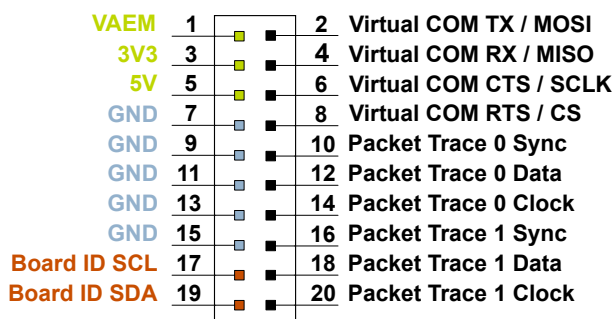 VAEM 1 2 Virtual COM TX / MOSI
3V3 3 4 Virtual COM RX / MISO
5V 5 6 Virtual COM CTS / SCLK
GND 7 8 Virtual COM RTS / CS
GND 9 10 Packet Trace 0 Sync
GND 11 12 Packet Trace 0 Data
GND 13 14 Packet Trace 0 Clock
GND 15 16 Packet Trace 1 Sync
Board ID SCL 17 18 Packet Trace 1 Data
Board ID SDA 19 20 Packet Trace 1 Clock